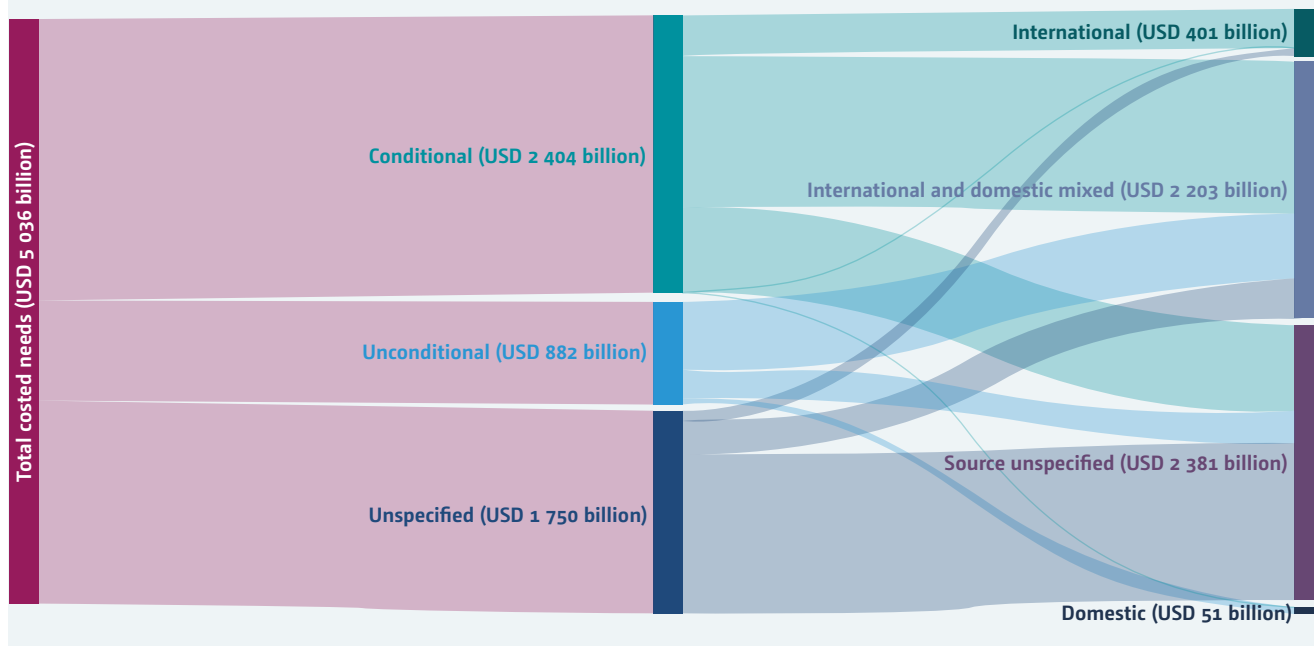 Total costed needs (USD 5 036 billion)
Conditional (USD 2 404 billion)
Unconditional (USD 882 billion)
Unspecified (USD 1 750 billion)
International (USD 401 billion)
International and domestic mixed (USD 2 203 billion)
Source unspecified (USD 2 381 billion)
Domestic (USD 51 billion)